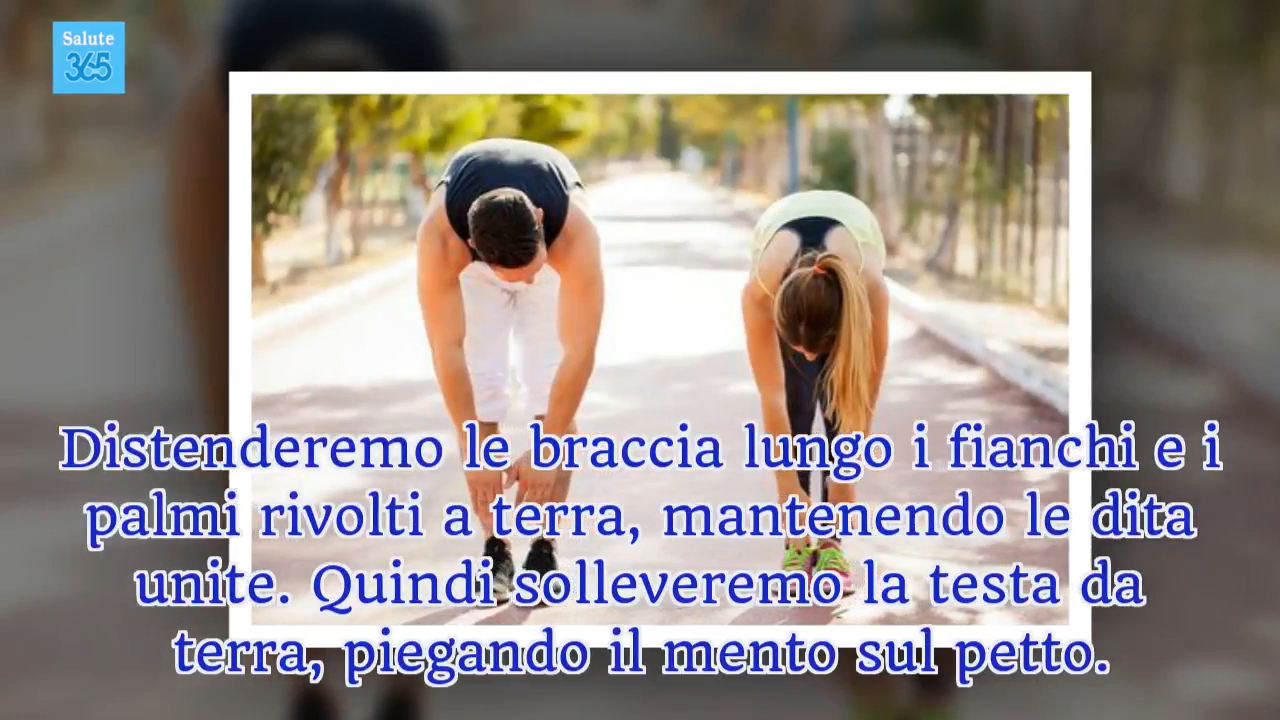 Salute
365
Distenderemo le braccia lungo i fianchi e i
palmi rivolti a terra, mantenendo le dita
unite. Quindi solleveremo la testa da
terra, piegando il mento sul petto.